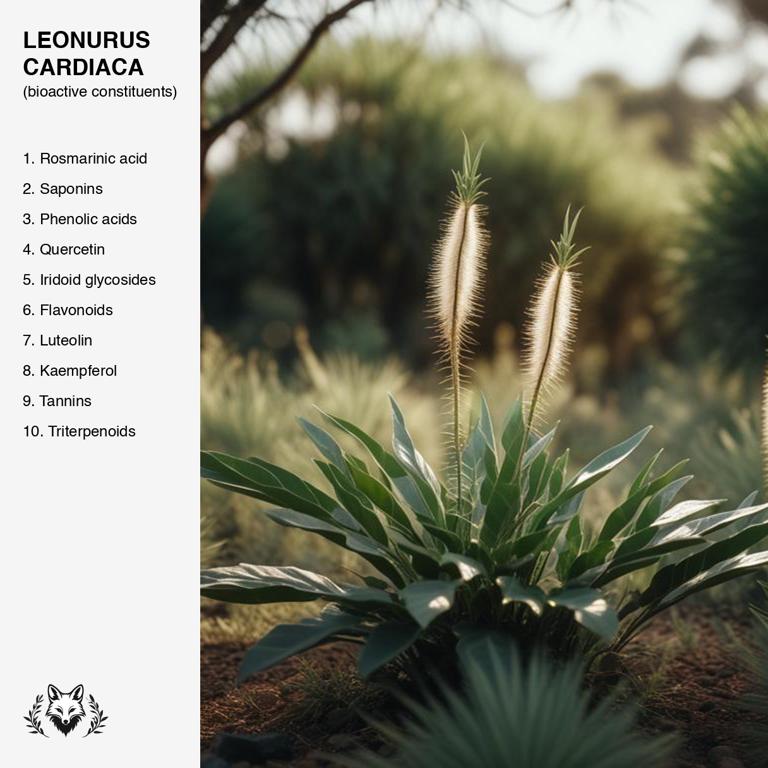 LEONURUS
CARDIACA
(bioactive constituents)
1. Rosmarinic acid
2. Saponins
3. Phenolic acids
4. Quercetin
5. Iridoid glycosides
6. Flavonoids
7. Luteolin
8. Kaempferol
9. Tannins
10. Triterpenoids